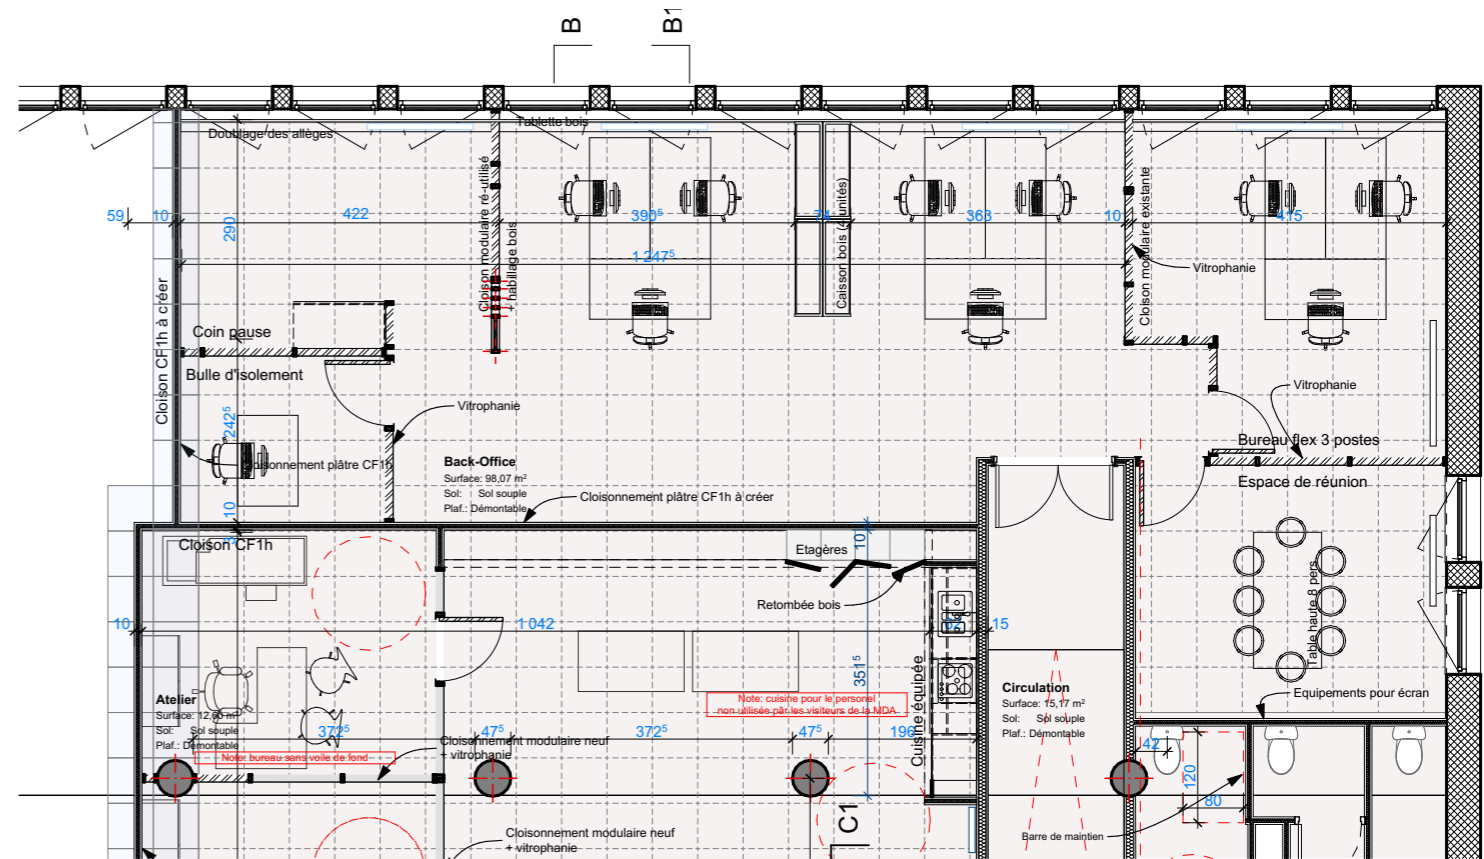 B
B1
Doublage des allèges
Tablette bois
Cloison modulaire ré-utilisé
+ habillage bois
Caisson bois (4 unités)
Cloison modulaire existante
59
10
422
390⁵
74
363
10
415
290
1 247⁵
Vitrophanie
Cloison CF1h à créer
Coin pause
Bulle d'isolement
Vitrophanie
Vitrophanie
242⁵
Cloisonnement plâtre CF1h
Back-Office
Surface: 98,07 m²
Sol: Sol souple
Plaf.: Démontable
Bureau flex 3 postes
Espace de réunion
Cloisonnement plâtre CF1h à créer
10
Cloison CF1h
Etagères
10
Retombée bois
Table haute 8 pers.
10
1 042
15
351⁵
Cuisine équipée
Atelier
Surface: 12,60 m²
Sol: Sol souple
Plaf.: Démontable
Note: bureau sans voile de fond
Note: cuisine pour le personnel
non utilisée par les visiteurs de la MDA
Circulation
Surface: 15,17 m²
Sol: Sol souple
Plaf.: Démontable
Equipements pour écran
372⁵
47⁵
372⁵
47⁵
196
Cloisonnement modulaire neuf
+ vitrophanie
42
120
80
C1
Cloisonnement modulaire neuf
+ vitrophanie
Barre de maintien